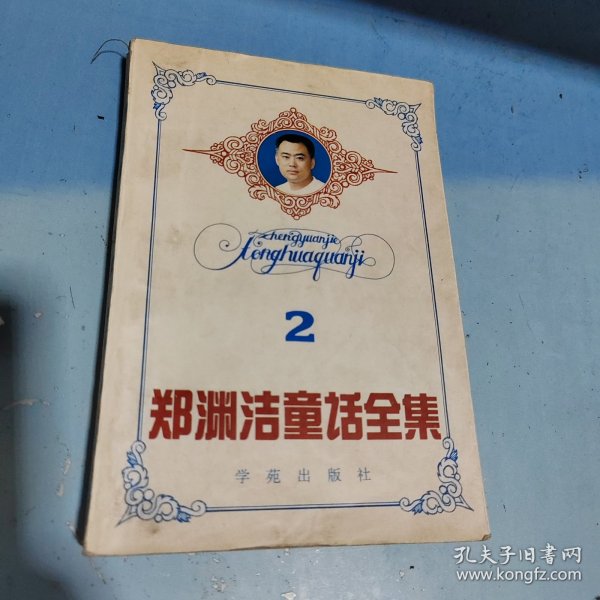 zhengyuanjie
tonghuaquanji
2
郑渊洁童话全集
学苑出版社
孔夫子旧书网
www.kongfz.com